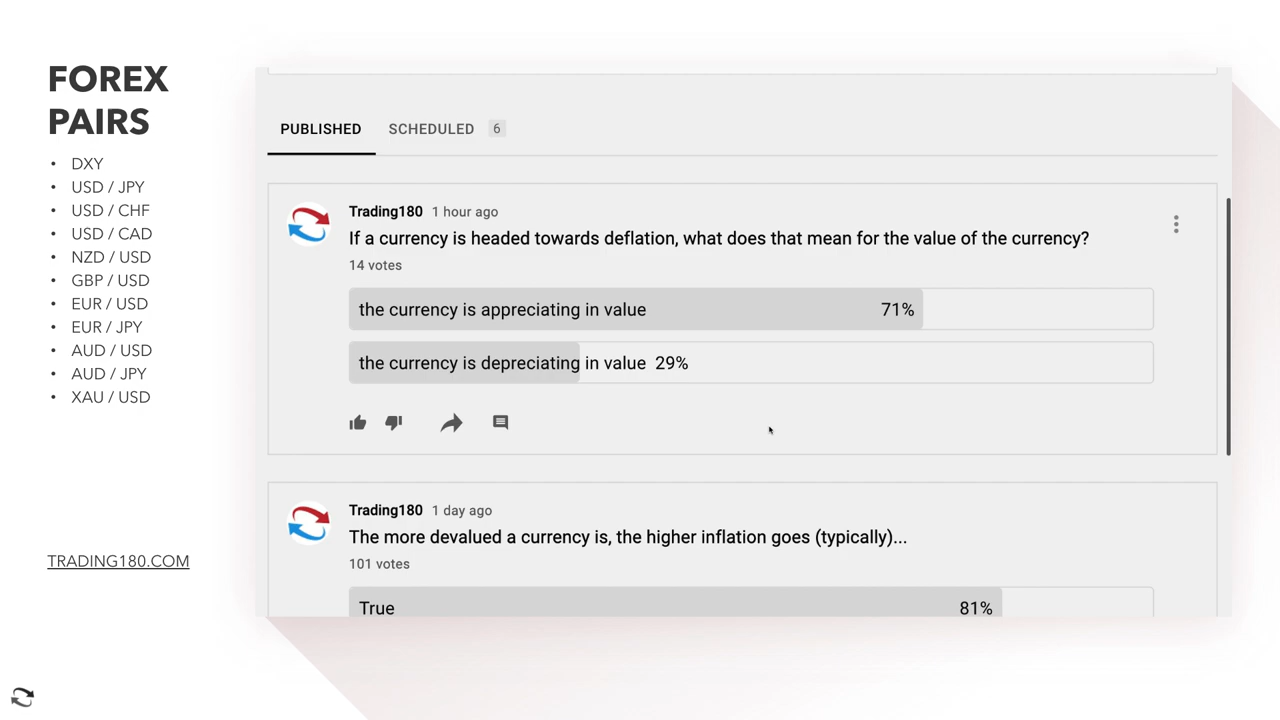 FOREX
PAIRS
• DXY
• USD / JPY
• USD / CHF
• USD / CAD
• NZD / USD
• GBP / USD
• EUR / USD
• EUR / JPY
• AUD / USD
• AUD / JPY
• XAU / USD
TRADING180.COM
PUBLISHED SCHEDULED 6
Trading180 1 hour ago
If a currency is headed towards deflation, what does that mean for the value of the currency?
14 votes
the currency is appreciating in value 71%
the currency is depreciating in value 29%
Trading180 1 day ago
The more devalued a currency is, the higher inflation goes (typically)...
101 votes
True 81%